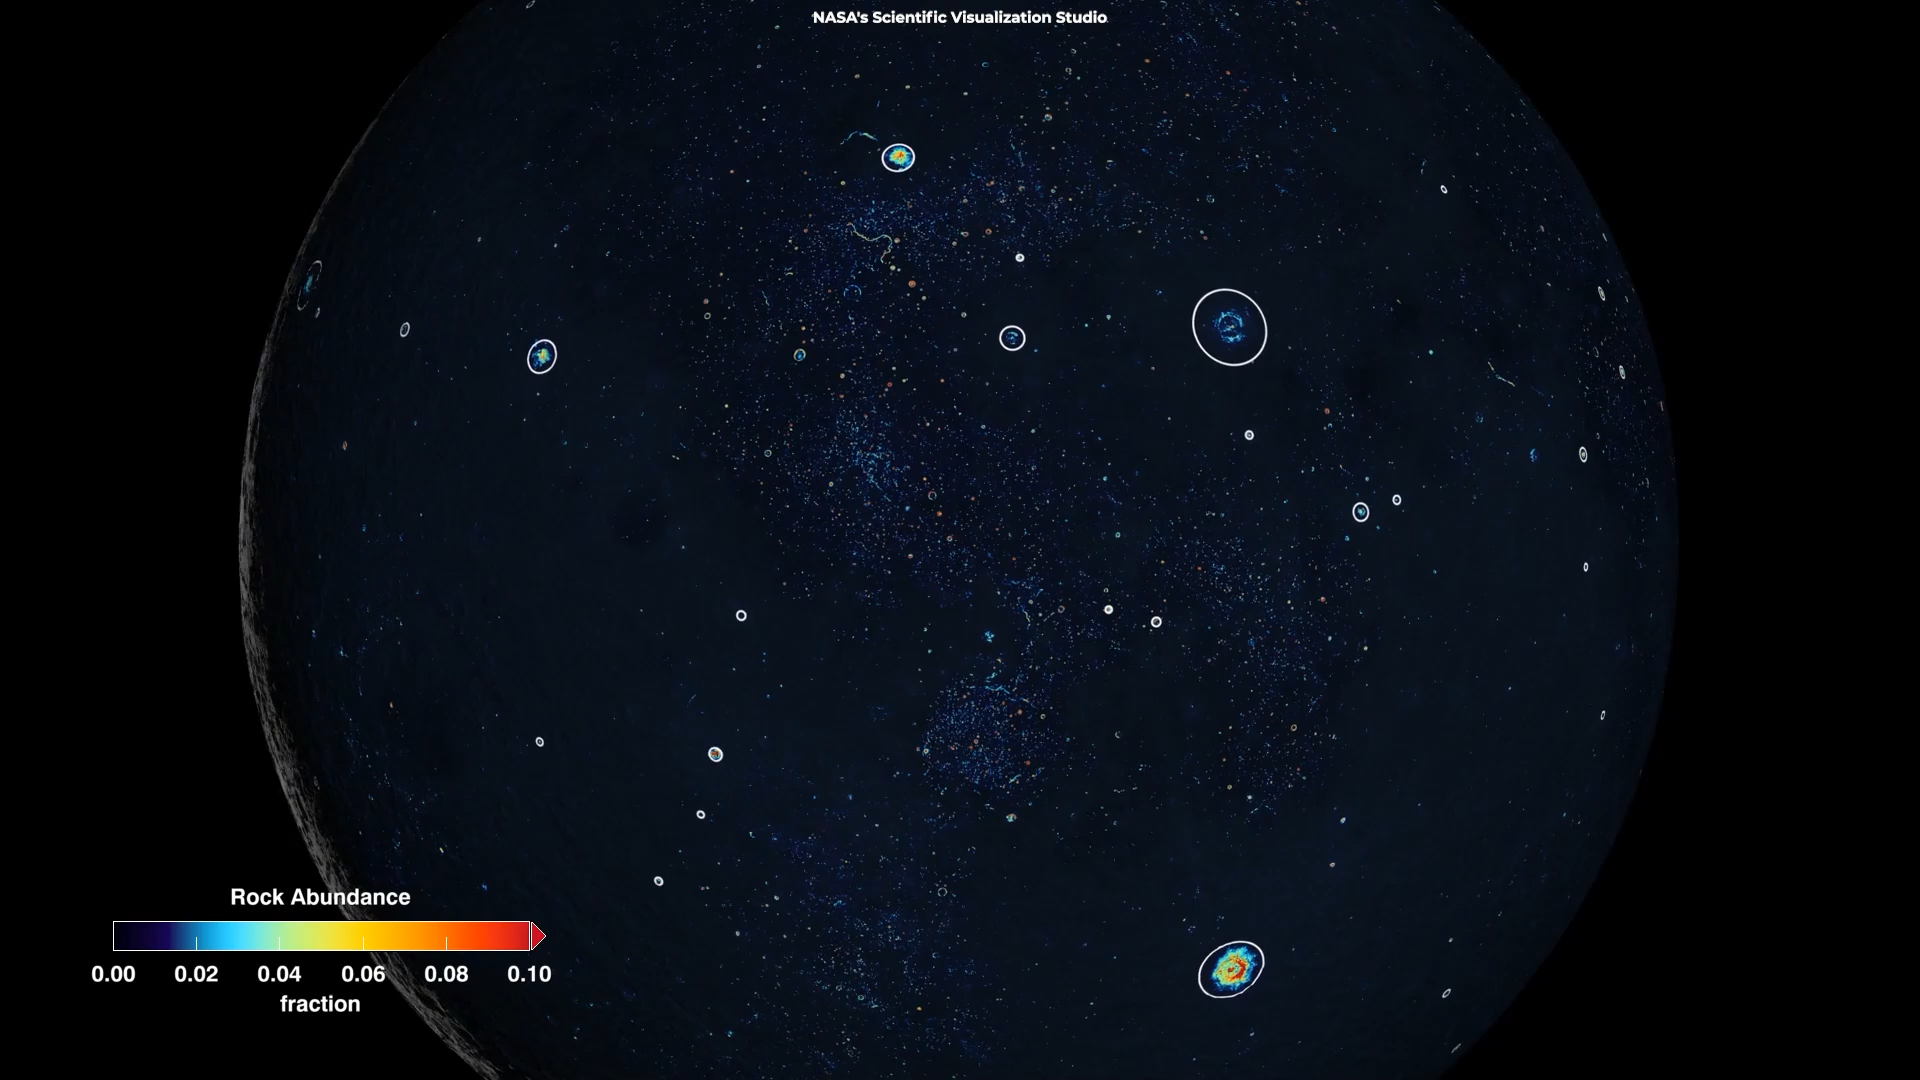 NASA's Scientific Visualization Studio
Rock Abundance
0.00 0.02 0.04 0.06 0.08 0.10
fraction